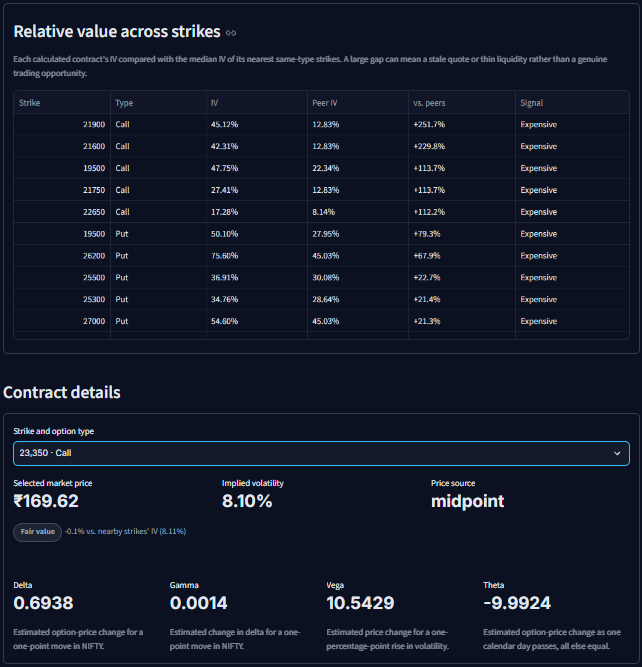 Relative value across strikes
Each calculated contract's IV compared with the median IV of its nearest same-type strikes. A large gap can mean a stale quote or thin liquidity rather than a genuine
trading opportunity.
Strike Type IV Peer IV vs. peers Signal
21900 Call 45.12% 12.83% +251.7% Expensive
21600 Call 42.31% 12.83% +229.8% Expensive
19500 Call 47.75% 22.34% +113.7% Expensive
21750 Call 27.41% 12.83% +113.7% Expensive
22650 Call 17.28% 8.14% +112.2% Expensive
19500 Put 50.10% 27.95% +79.3% Expensive
26200 Put 75.60% 45.03% +67.9% Expensive
25500 Put 36.91% 30.08% +22.7% Expensive
25300 Put 34.76% 28.64% +21.4% Expensive
27000 Put 54.60% 45.03% +21.3% Expensive
Contract details
Strike and option type
23,350 · Call
Selected market price Implied volatility Price source
₹169.62 8.10% midpoint
Fair value -0.1% vs. nearby strikes' IV (8.11%)
Delta Gamma Vega Theta
0.6938 0.0014 10.5429 -9.9924
Estimated option-price change for a Estimated change in delta for a one- Estimated price change for a one- Estimated option-price change as one
one-point move in NIFTY. point move in NIFTY. percentage-point rise in volatility. calendar day passes, all else equal.